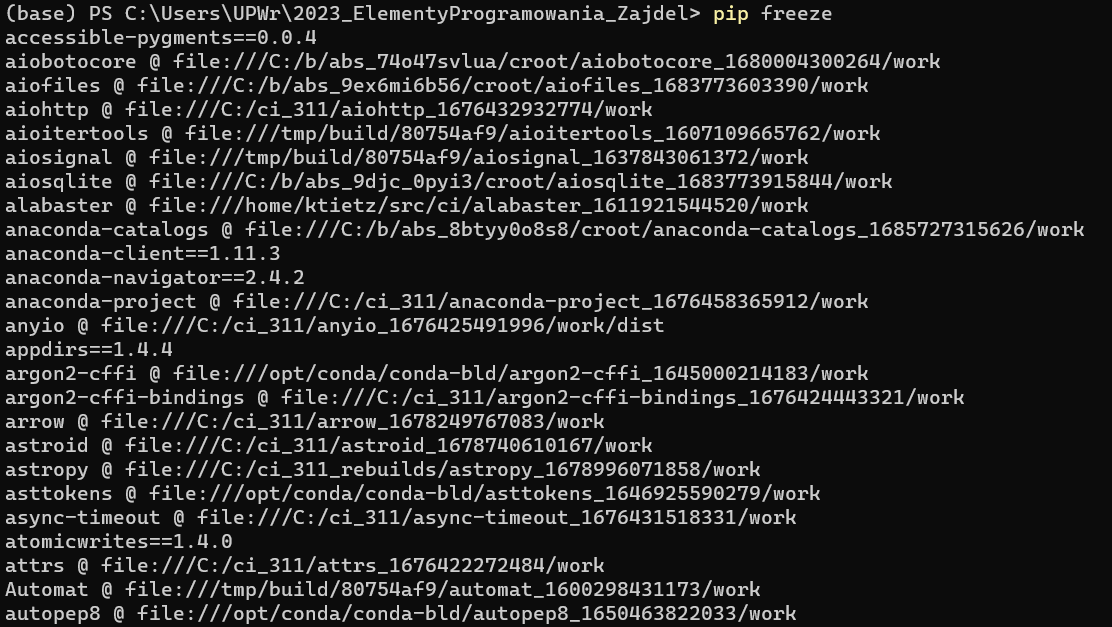 (base) PS C:\Users\UPWr\2023_ElementyProgramowania_Zajdel> pip freeze
accessible-pygments==0.0.4
aiobotocore @ file:///C:/b/abs_74o47svlua/croot/aiobotocore_1680004300264/work
aiofiles @ file:///C:/b/abs_9ex6mi6b56/croot/aiofiles_1683773603390/work
aiohttp @ file:///C:/ci_311/aiohttp_1676432932774/work
aioitertools @ file:///tmp/build/80754af9/aioitertools_1607109665762/work
aiosignal @ file:///tmp/build/80754af9/aiosignal_1637843061372/work
aiosqlite @ file:///C:/b/abs_9djc_0pyi3/croot/aiosqlite_1683773915844/work
alabaster @ file:///home/ktietz/src/ci/alabaster_1611921544520/work
anaconda-catalogs @ file:///C:/b/abs_8btyy0o8s8/croot/anaconda-catalogs_1685727315626/work
anaconda-client==1.11.3
anaconda-navigator==2.4.2
anaconda-project @ file:///C:/ci_311/anaconda-project_1676458365912/work
anyio @ file:///C:/ci_311/anyio_1676425491996/work/dist
appdirs==1.4.4
argon2-cffi @ file:///opt/conda/conda-bld/argon2-cffi_1645000214183/work
argon2-cffi-bindings @ file:///C:/ci_311/argon2-cffi-bindings_1676424443321/work
arrow @ file:///C:/ci_311/arrow_1678249767083/work
astroid @ file:///C:/ci_311/astroid_1678740610167/work
astropy @ file:///C:/ci_311_rebuilds/astropy_1678996071858/work
asttokens @ file:///opt/conda/conda-bld/asttokens_1646925590279/work
async-timeout @ file:///C:/ci_311/async-timeout_1676431518331/work
atomicwrites==1.4.0
attrs @ file:///C:/ci_311/attrs_1676422272484/work
Automat @ file:///tmp/build/80754af9/automat_1600298431173/work
autopep8 @ file:///opt/conda/conda-bld/autopep8_1650463822033/work